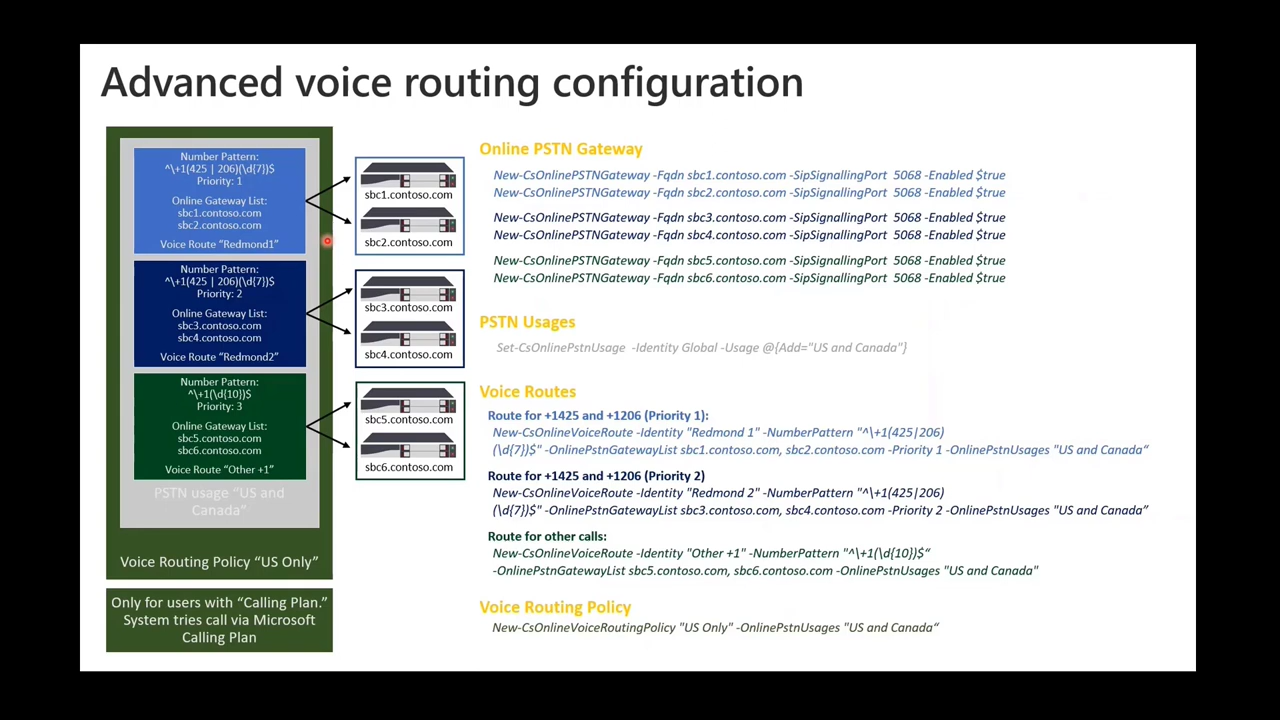 Advanced voice routing configuration
Number Pattern:
^\+1(425 | 206)(\d{7})$
Priority: 1
Online Gateway List:
sbc1.contoso.com
sbc2.contoso.com
Voice Route “Redmond1”
Number Pattern:
^\+1(425 | 206)(\d{7})$
Priority: 2
Online Gateway List:
sbc3.contoso.com
sbc4.contoso.com
Voice Route “Redmond2”
Number Pattern:
^\+1(\d{10})$
Priority: 3
Online Gateway List:
sbc5.contoso.com
sbc6.contoso.com
Voice Route “Other +1”
PSTN usage “US and
Canada“
Voice Routing Policy “US Only”
Only for users with “Calling Plan.”
System tries call via Microsoft
Calling Plan
sbc1.contoso.com
sbc2.contoso.com
sbc3.contoso.com
sbc4.contoso.com
sbc5.contoso.com
sbc6.contoso.com
Online PSTN Gateway
New-CsOnlinePSTNGateway -Fqdn sbc1.contoso.com -SipSignallingPort 5068 -Enabled $true
New-CsOnlinePSTNGateway -Fqdn sbc2.contoso.com -SipSignallingPort 5068 -Enabled $true
New-CsOnlinePSTNGateway -Fqdn sbc3.contoso.com -SipSignallingPort 5068 -Enabled $true
New-CsOnlinePSTNGateway -Fqdn sbc4.contoso.com -SipSignallingPort 5068 -Enabled $true
New-CsOnlinePSTNGateway -Fqdn sbc5.contoso.com -SipSignallingPort 5068 -Enabled $true
New-CsOnlinePSTNGateway -Fqdn sbc6.contoso.com -SipSignallingPort 5068 -Enabled $true
PSTN Usages
Set-CsOnlinePstnUsage -Identity Global -Usage @{Add="US and Canada"}
Voice Routes
Route for +1425 and +1206 (Priority 1):
New-CsOnlineVoiceRoute -Identity "Redmond 1" -NumberPattern "^\+1(425|206)
(\d{7})$" -OnlinePstnGatewayList sbc1.contoso.com, sbc2.contoso.com -Priority 1 -OnlinePstnUsages "US and Canada“
Route for +1425 and +1206 (Priority 2)
New-CsOnlineVoiceRoute -Identity "Redmond 2" -NumberPattern "^\+1(425|206)
(\d{7})$" -OnlinePstnGatewayList sbc3.contoso.com, sbc4.contoso.com -Priority 2 -OnlinePstnUsages "US and Canada”
Route for other calls:
New-CsOnlineVoiceRoute -Identity "Other +1" -NumberPattern "^\+1(\d{10})$“
-OnlinePstnGatewayList sbc5.contoso.com, sbc6.contoso.com -OnlinePstnUsages "US and Canada"
Voice Routing Policy
New-CsOnlineVoiceRoutingPolicy "US Only" -OnlinePstnUsages "US and Canada“